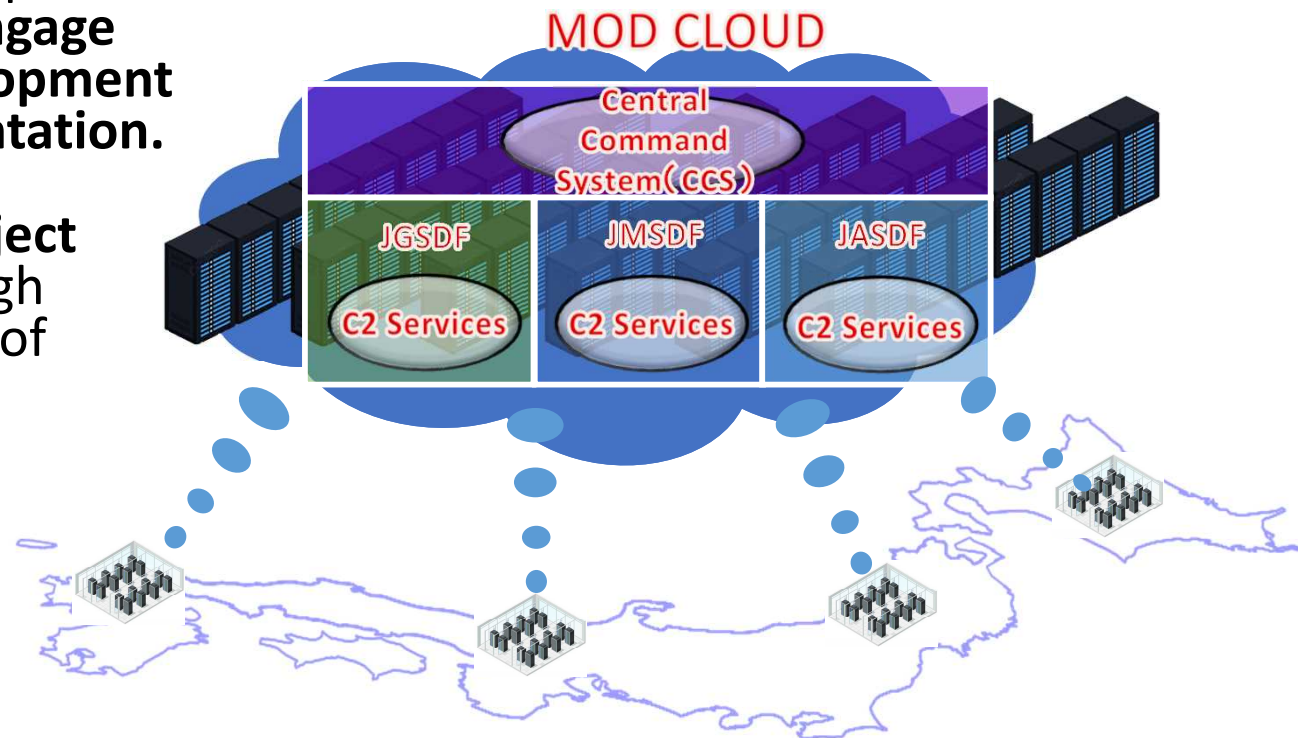 ngage
opment
ntation.
ject
gh
of
MOD CLOUD
Central
Command
System(CCS)
JGSDF
JMSDF
JASDF
C2 Services
C2 Services
C2 Services